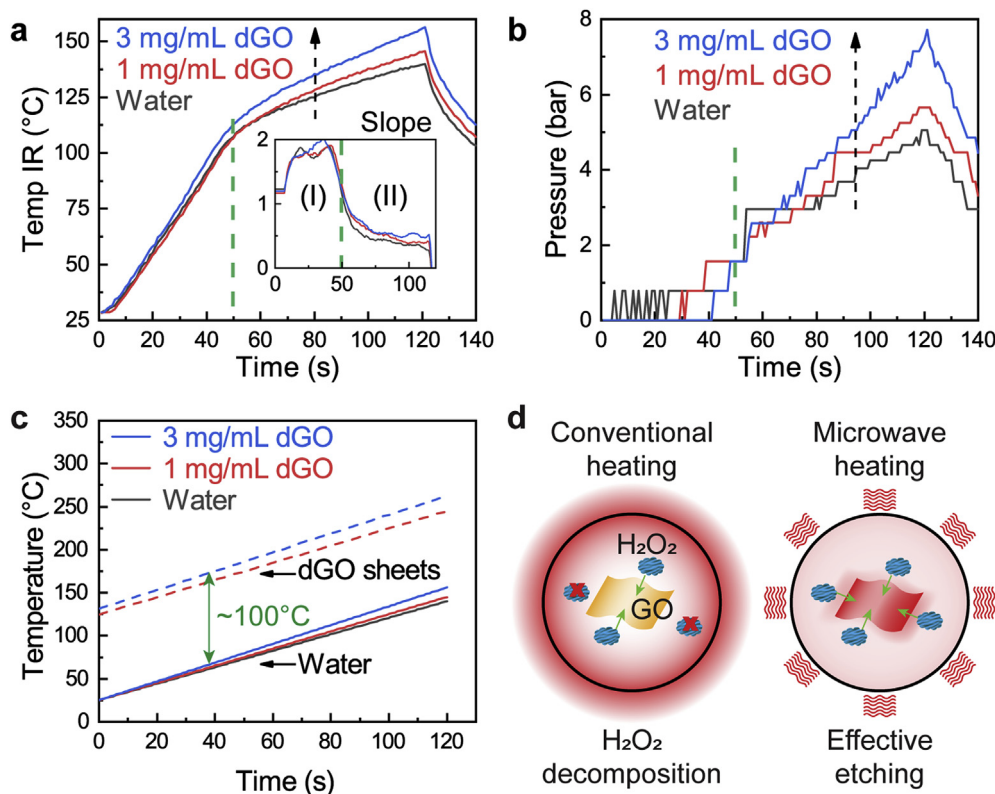 a
3 mg/mL dGO
1 mg/mL dGO
Water
Temp IR (°C)
150
125
100
75
50
25
0 20 40 60 80 100 120 140
Time (s)
Slope
2
1
0
(I) (II)
0 50 100
b
3 mg/mL dGO
1 mg/mL dGO
Water
Pressure (bar)
8
6
4
2
0
0 20 40 60 80 100 120 140
Time (s)
c
3 mg/mL dGO
1 mg/mL dGO
Water
Temperature (°C)
350
300
250
200
150
100
50
0
dGO sheets
~100°C
Water
0 20 40 60 80 100 120
Time (s)
d
Conventional
heating
H₂O₂
GO
H₂O₂
decomposition
Microwave
heating
Effective
etching